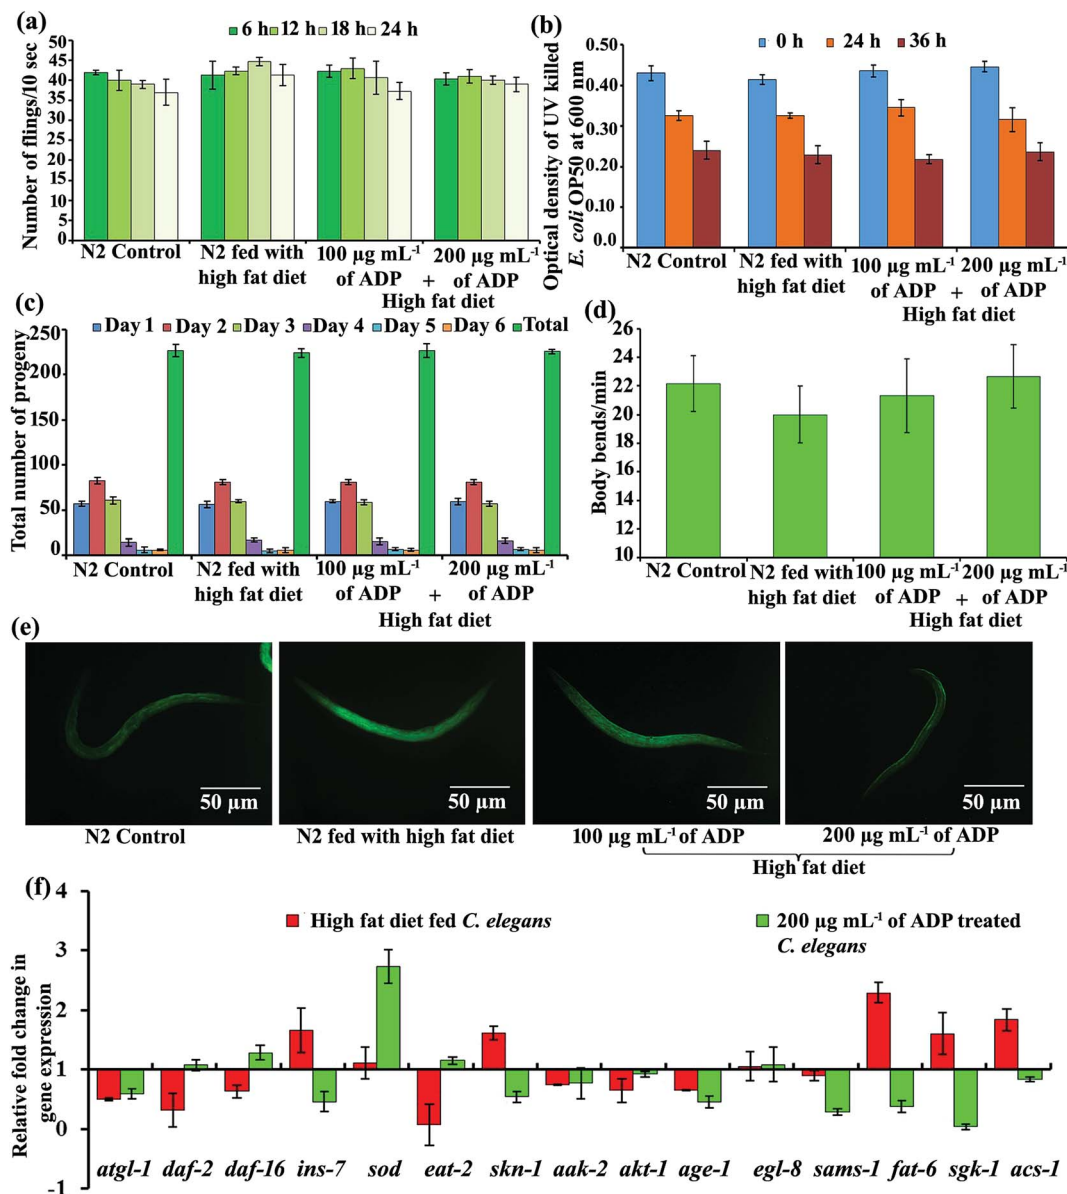 (a)
6 h 12 h 18 h 24 h
Number of flings/10 sec
50
45
40
35
30
25
20
15
10
5
0
N2 Control
N2 fed with
high fat diet
100 µg mL-1
of ADP
+
200 µg mL-1
of ADP
High fat diet
(b)
0 h 24 h 36 h
Optical density of UV killed
E. coli OP50 at 600 nm
0.50
0.40
0.30
0.20
0.10
0.0
N2 Control
N2 fed with
high fat diet
100 µg mL-1
of ADP
+
200 µg mL-1
of ADP
High fat diet
(c)
Day 1 Day 2 Day 3 Day 4 Day 5 Day 6 Total
Total number of progeny
250
200
150
100
50
0
N2 Control
N2 fed with
high fat diet
100 µg mL-1
of ADP
+
200 µg mL-1
of ADP
High fat diet
(d)
Body bends/min
26
24
22
20
18
16
14
12
10
N2 Control
N2 fed with
high fat diet
100 µg mL-1
of ADP
+
200 µg mL-1
of ADP
High fat diet
(e)
50 µm
50 µm
50 µm
50 µm
N2 Control
N2 fed with high fat diet
100 µg mL-1 of ADP
200 µg mL-1 of ADP
High fat diet
(f)
High fat diet fed C. elegans
200 µg mL-1 of ADP treated
C. elegans
Relative fold change in
gene expression
4
3
2
1
0
-1
atgl-1 daf-2 daf-16 ins-7 sod eat-2 skn-1 aak-2 akt-1 age-1 egl-8 sams-1 fat-6 sgk-1 acs-1